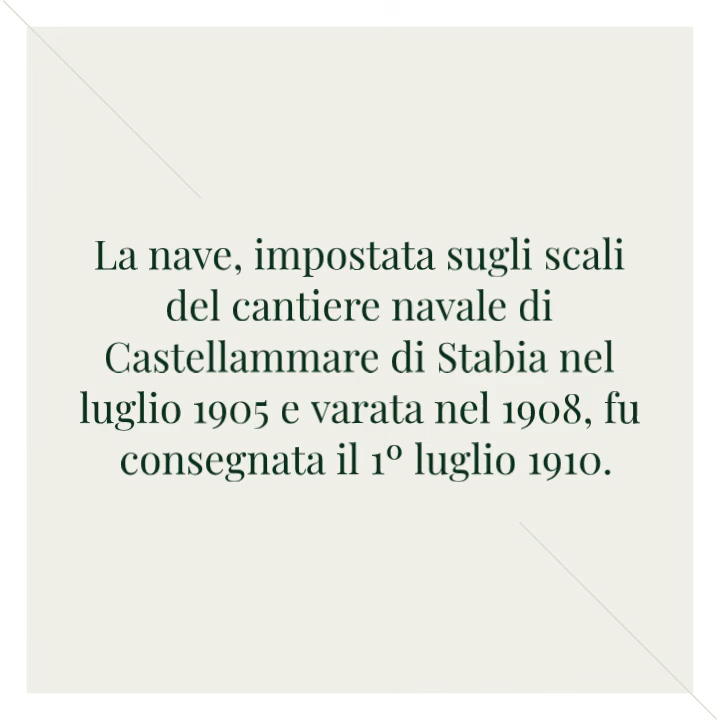 La nave, impostata sugli scali
del cantiere navale di
Castellammare di Stabia nel
luglio 1905 e varata nel 1908, fu
consegnata il 1º luglio 1910.